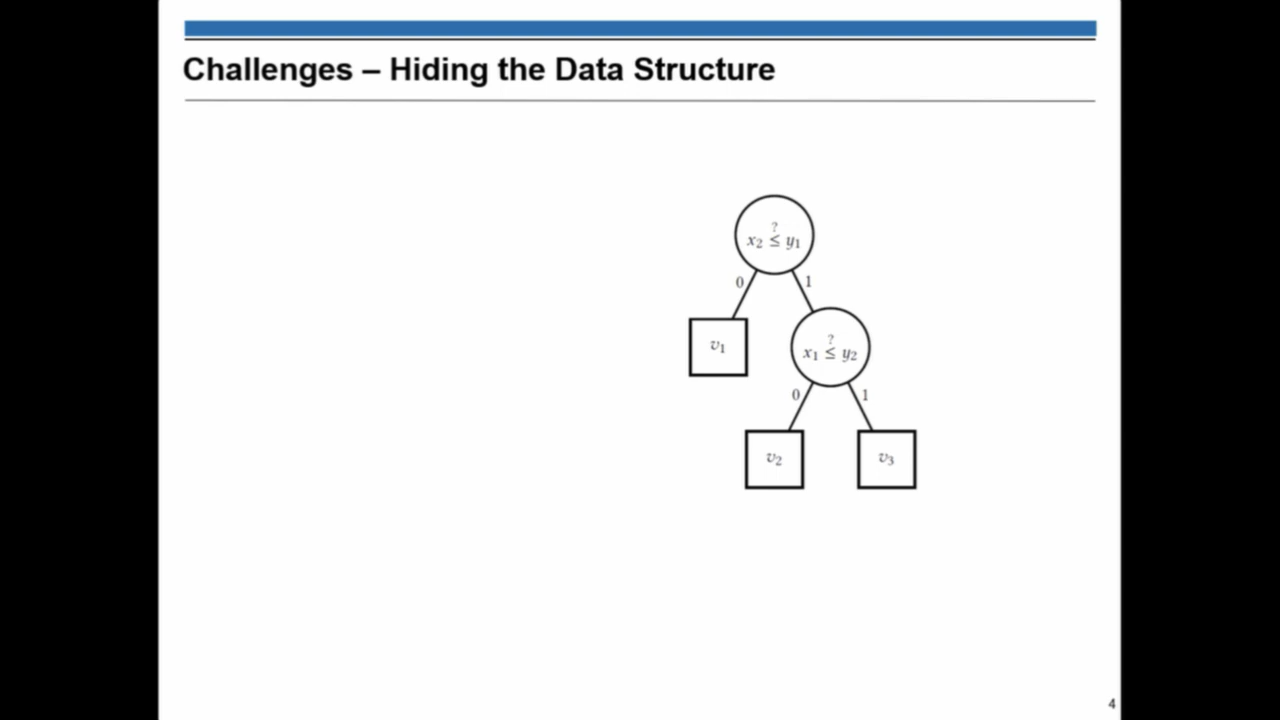 Challenges – Hiding the Data Structure
?
x₂ ≤ y₁
0 1
v₁
?
x₁ ≤ y₂
0 1
v₂ v₃
4